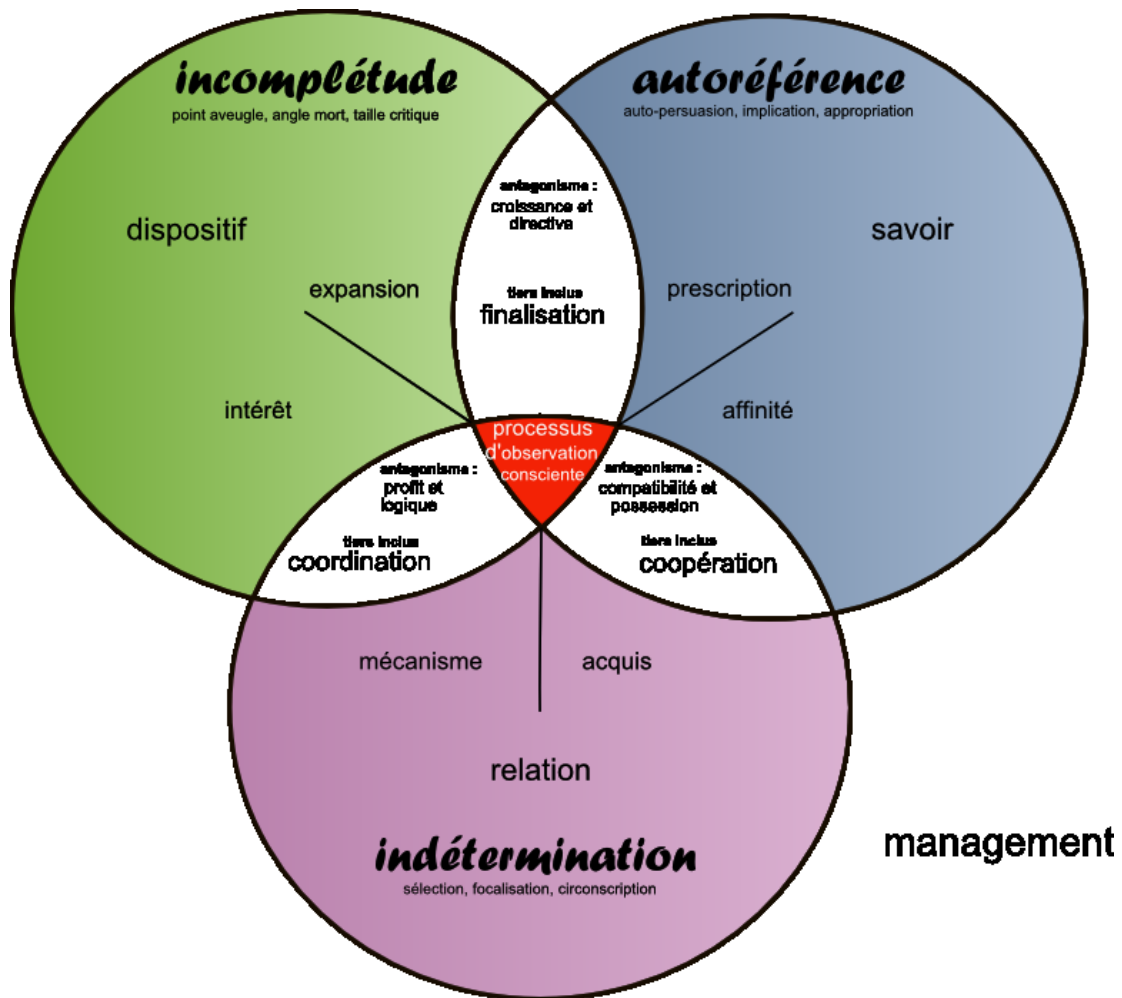 incomplétude
point aveugle, angle mort, taille critique
autoréférence
auto-persuasion, implication, appropriation
antagonisme :
croissance et
directive
dispositif
savoir
expansion
tiers inclus
finalisation
prescription
intérêt
affinité
processus
d'observation
consciente
antagonisme :
profit et
logique
tiers inclus
coordination
antagonisme :
compatibilité et
possession
tiers inclus
coopération
mécanisme
acquis
relation
indétermination
sélection, focalisation, circonscription
management